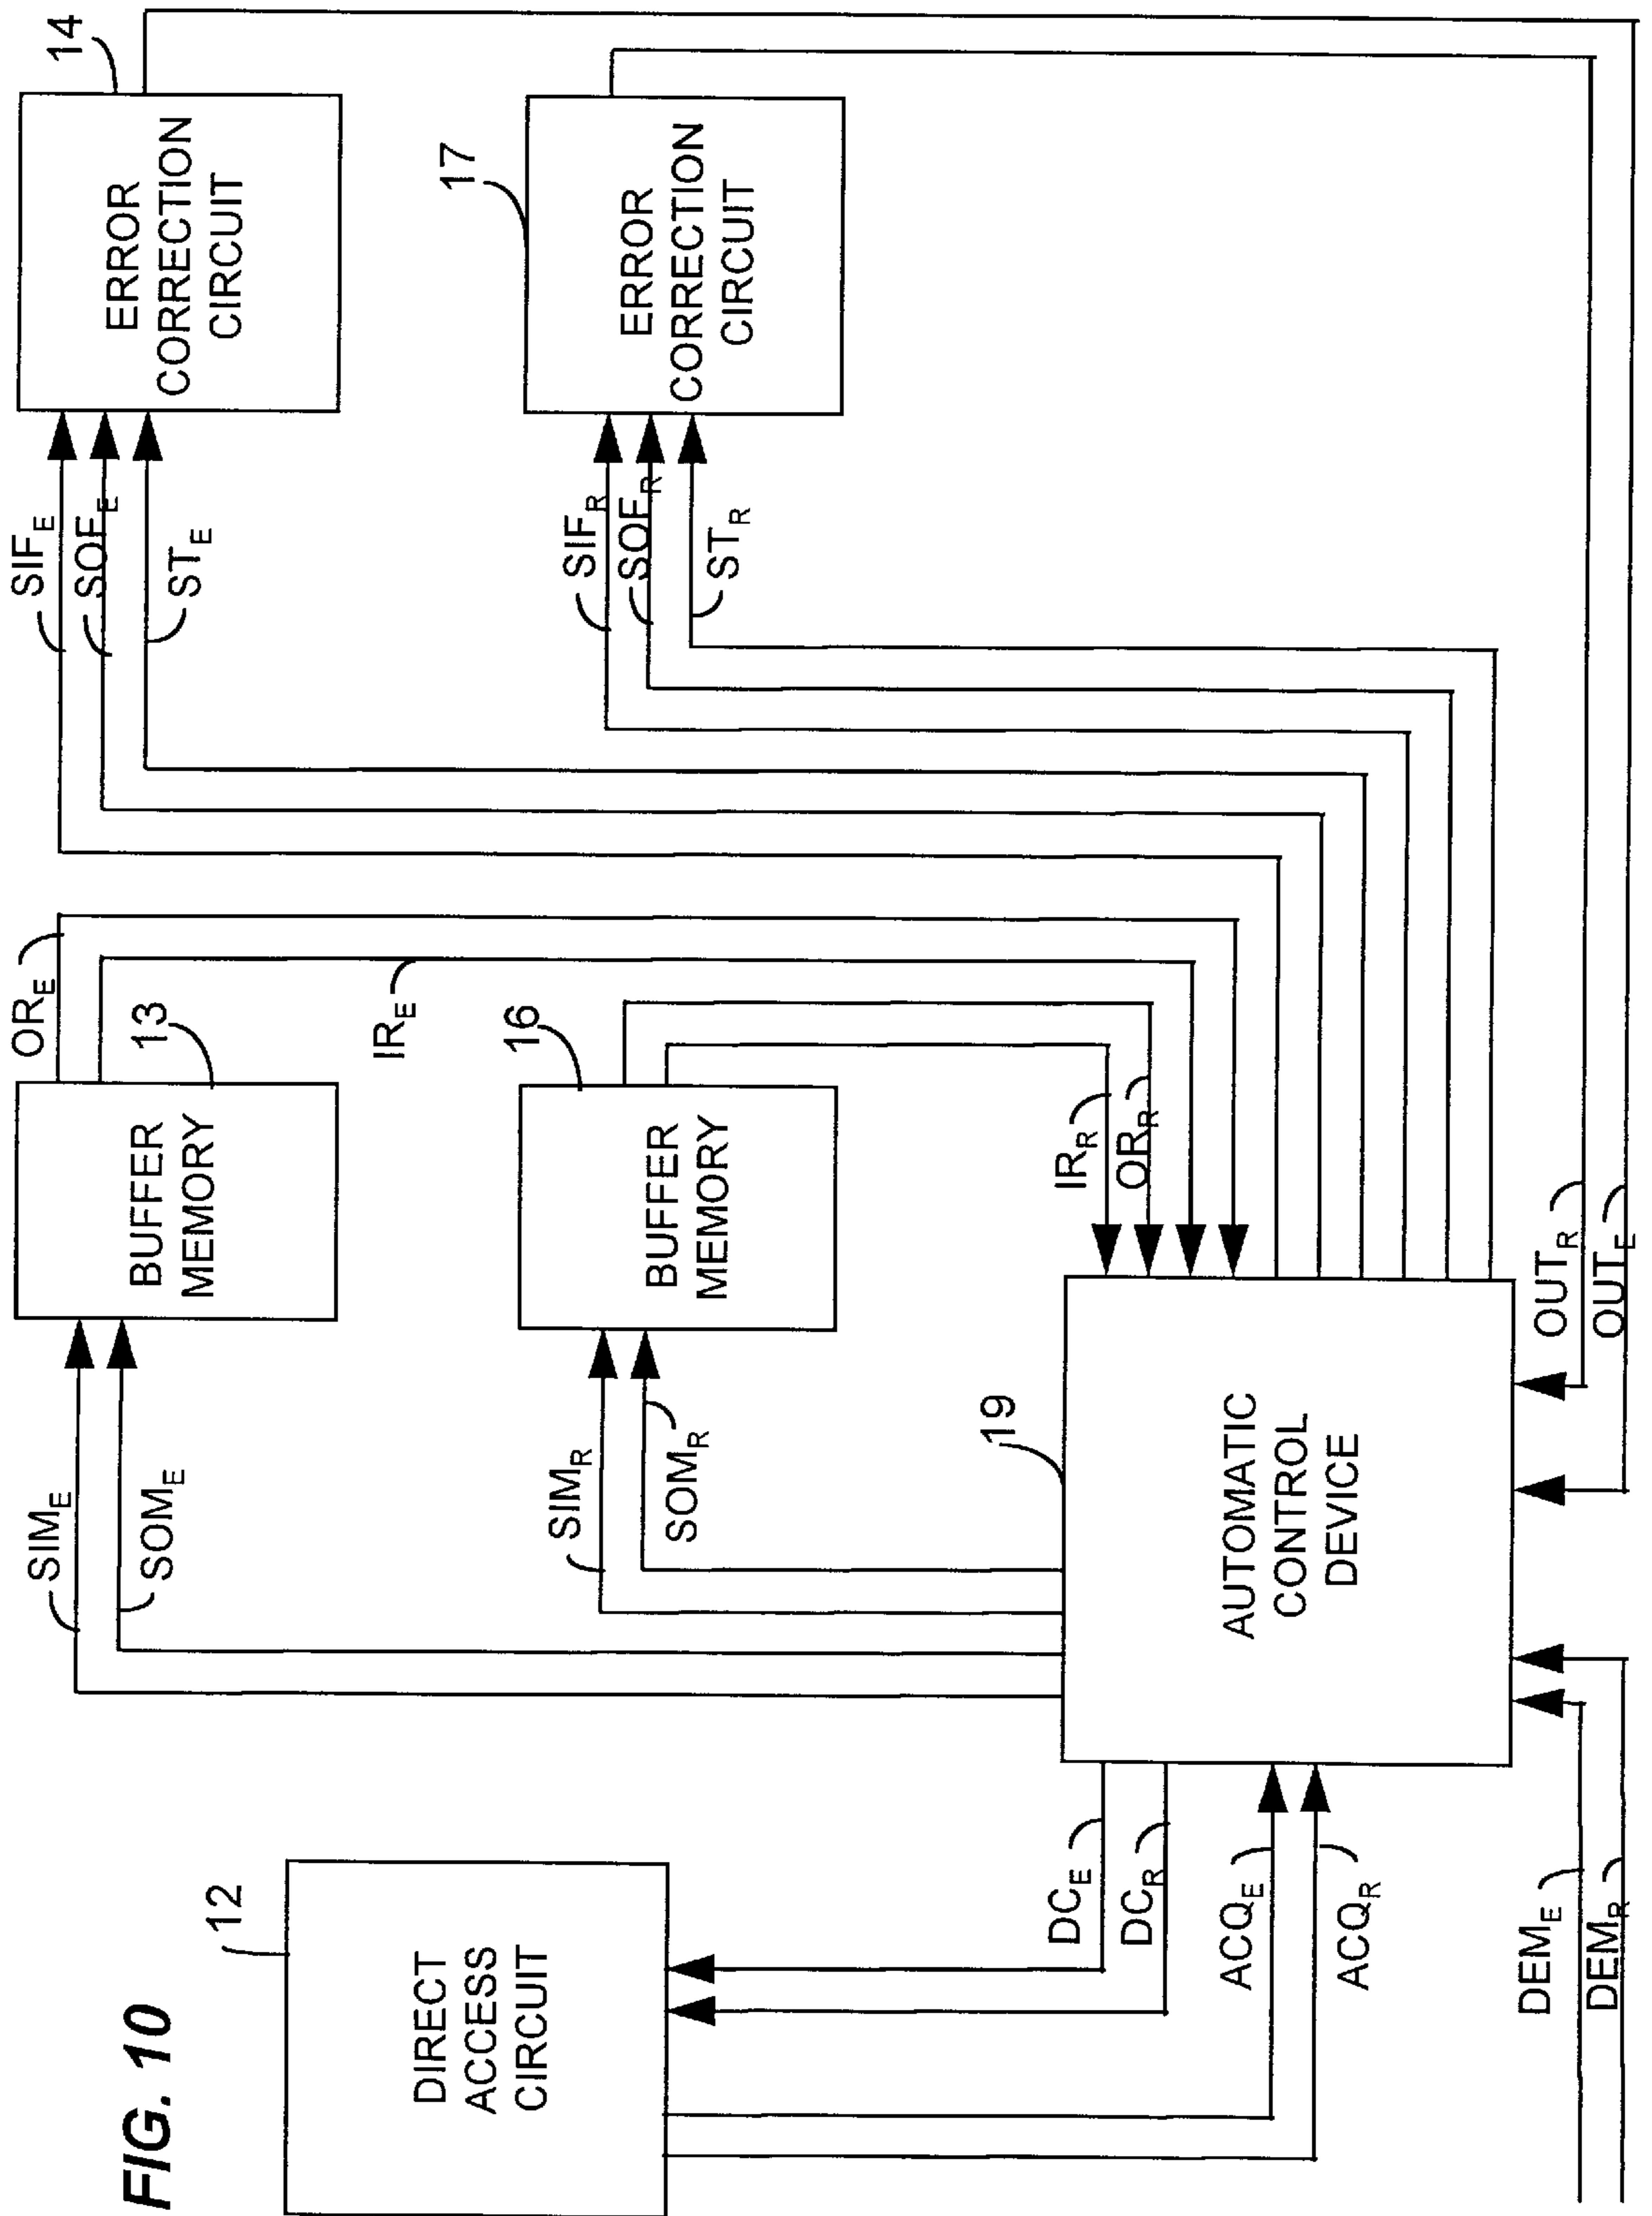 FIG. 10
12
DIRECT
ACCESS
CIRCUIT
SIM_E
SOM_E
BUFFER
MEMORY
13
OR_E
IR_E
SIM_R
SOM_R
BUFFER
MEMORY
16
IR_R
OR_R
SIF_E
SOF_E
ST_E
ERROR
CORRECTION
CIRCUIT
14
SIF_R
SOF_R
ST_R
ERROR
CORRECTION
CIRCUIT
17
DC_E
DC_R
ACQ_E
ACQ_R
19
AUTOMATIC
CONTROL
DEVICE
DEM_E
DEM_R
OUT_R
OUT_E